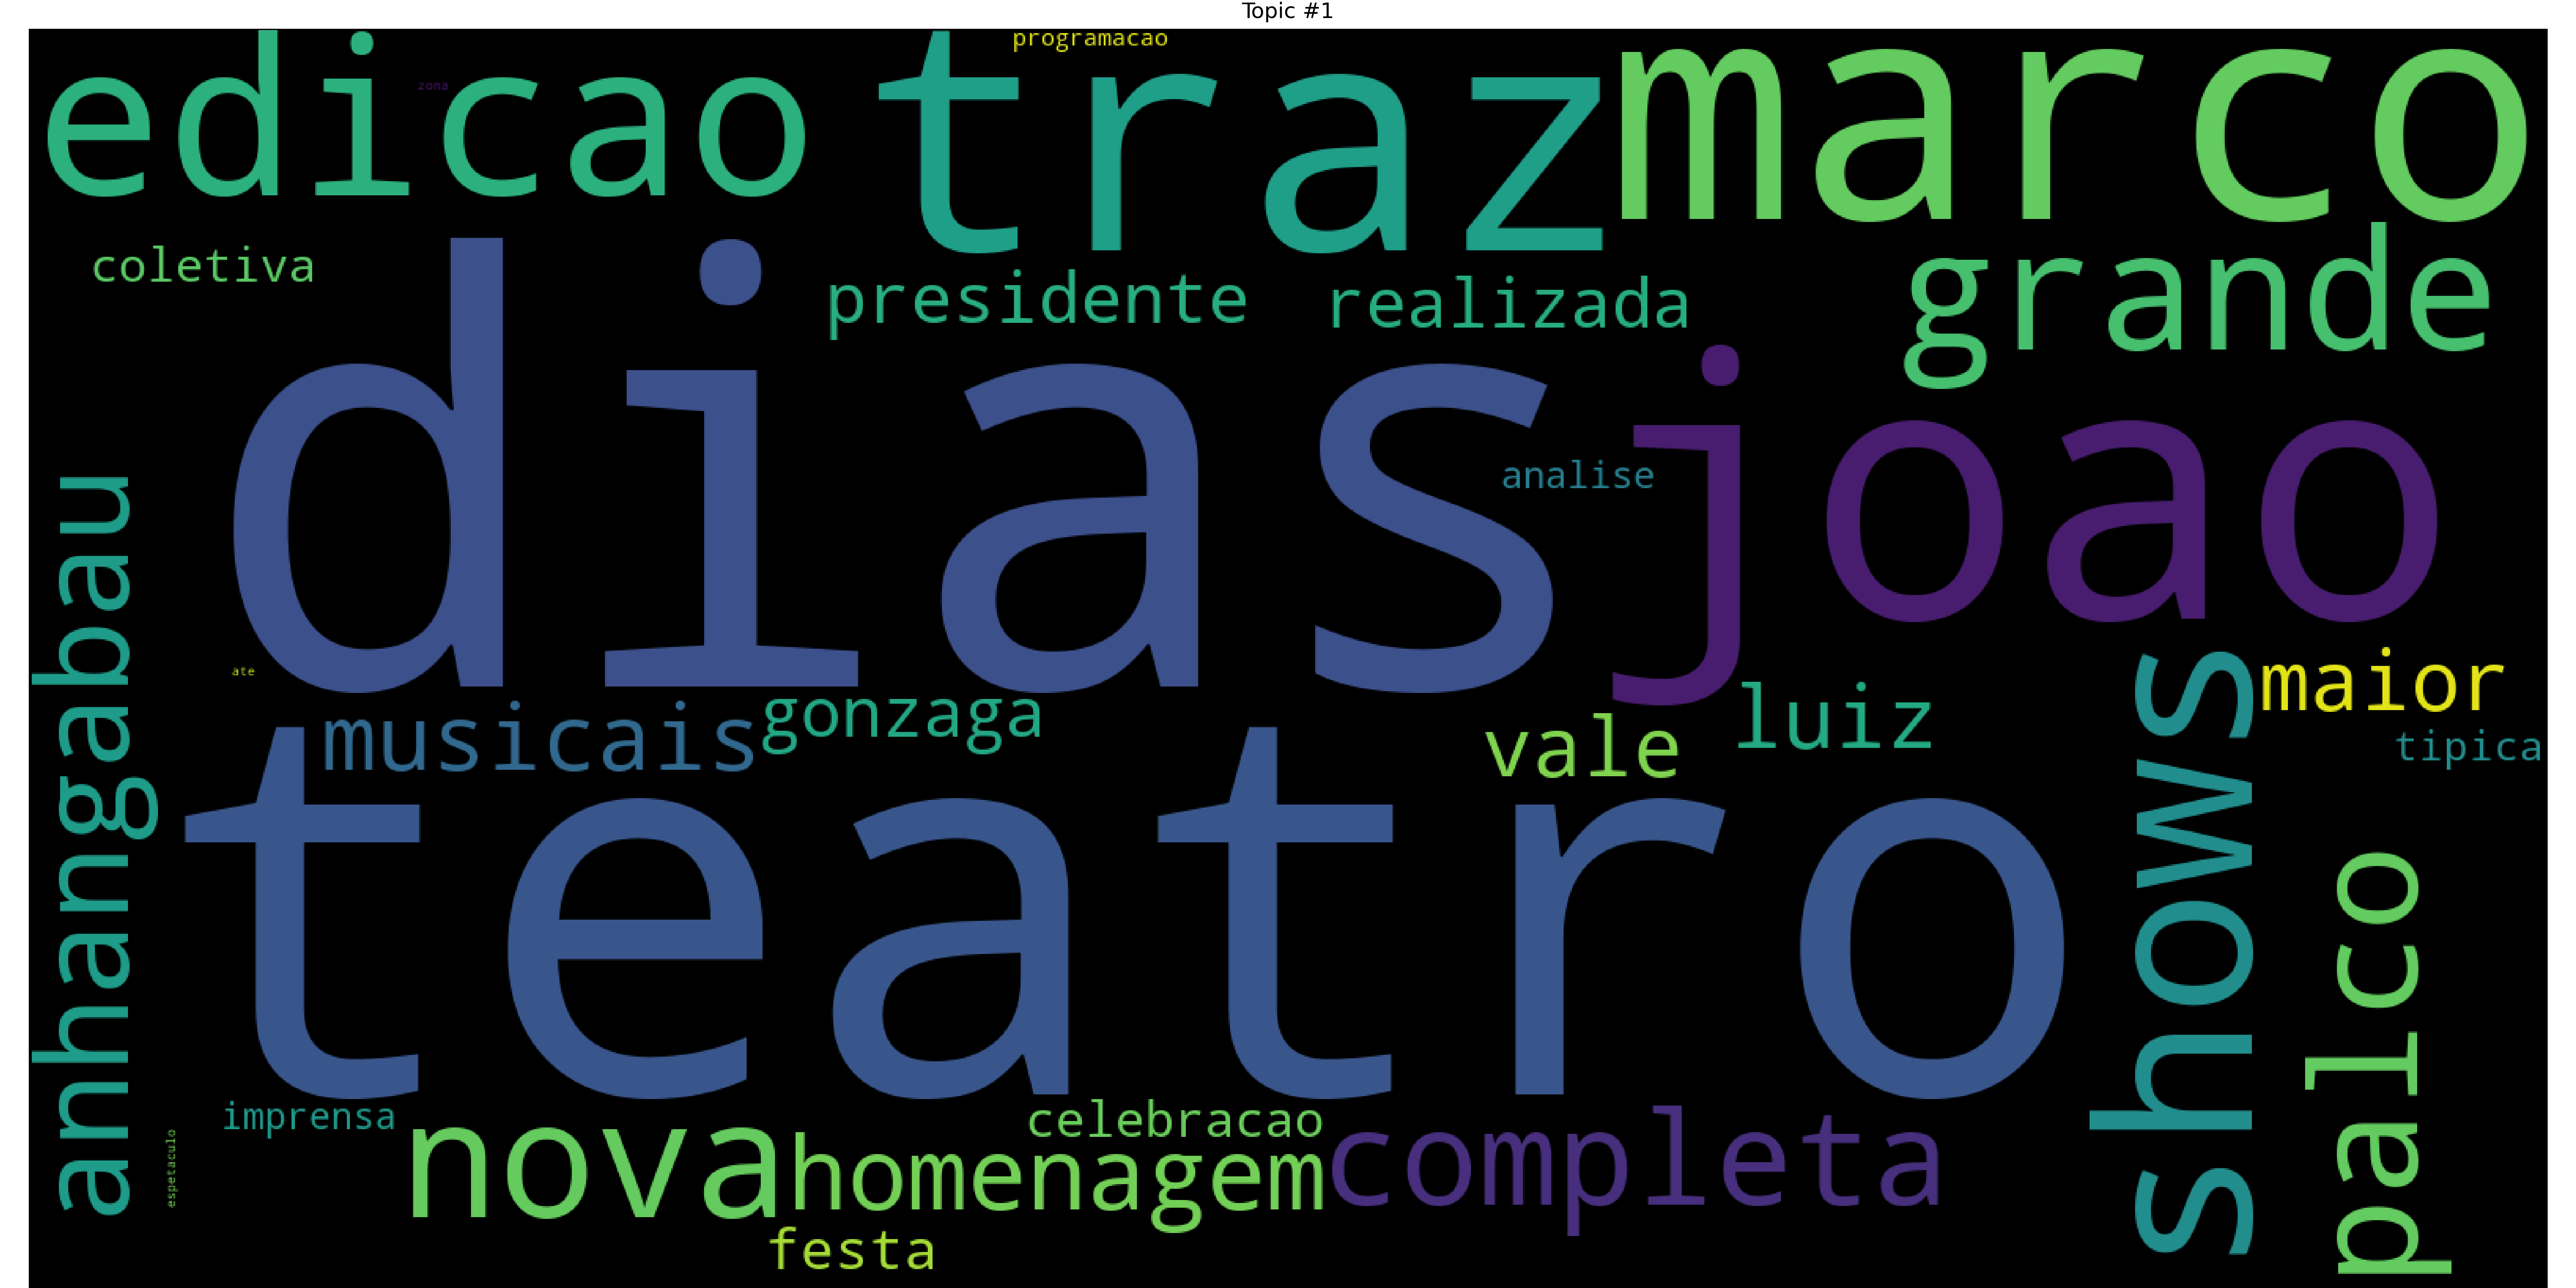 Topic #1
programacao
edicao
traz
marco
zona
coletiva
presidente
realizada
grande
dias
joao
analise
anhangabau
ate
musicais
gonzaga
vale
luiz
maior
tipica
teatro
shows
palco
imprensa
espetaculo
nova
homenagem
celebracao
completa
festa